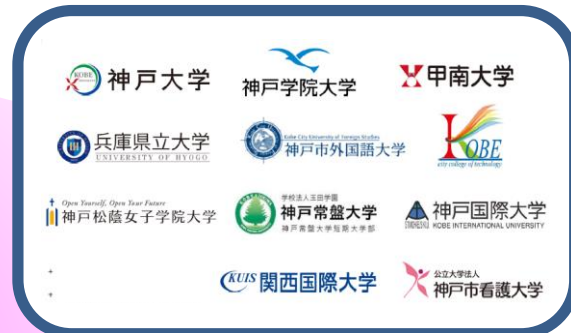 KOBE
神戸大学
神戸学院大学
甲南大学
兵庫県立大学
UNIVERSITY OF HYOGO
Kobe City University of Foreign Studies
神戸市外国語大学
KOBE
city college of technology
Open Yourself, Open Your Future
神戸松蔭女子学院大学
学校法人玉田学園
神戸常盤大学
神戸常盤大学短期大学部
神戸国際大学
KOBE INTERNATIONAL UNIVERSITY
KUIS 関西国際大学
公立大学法人
神戸市看護大学